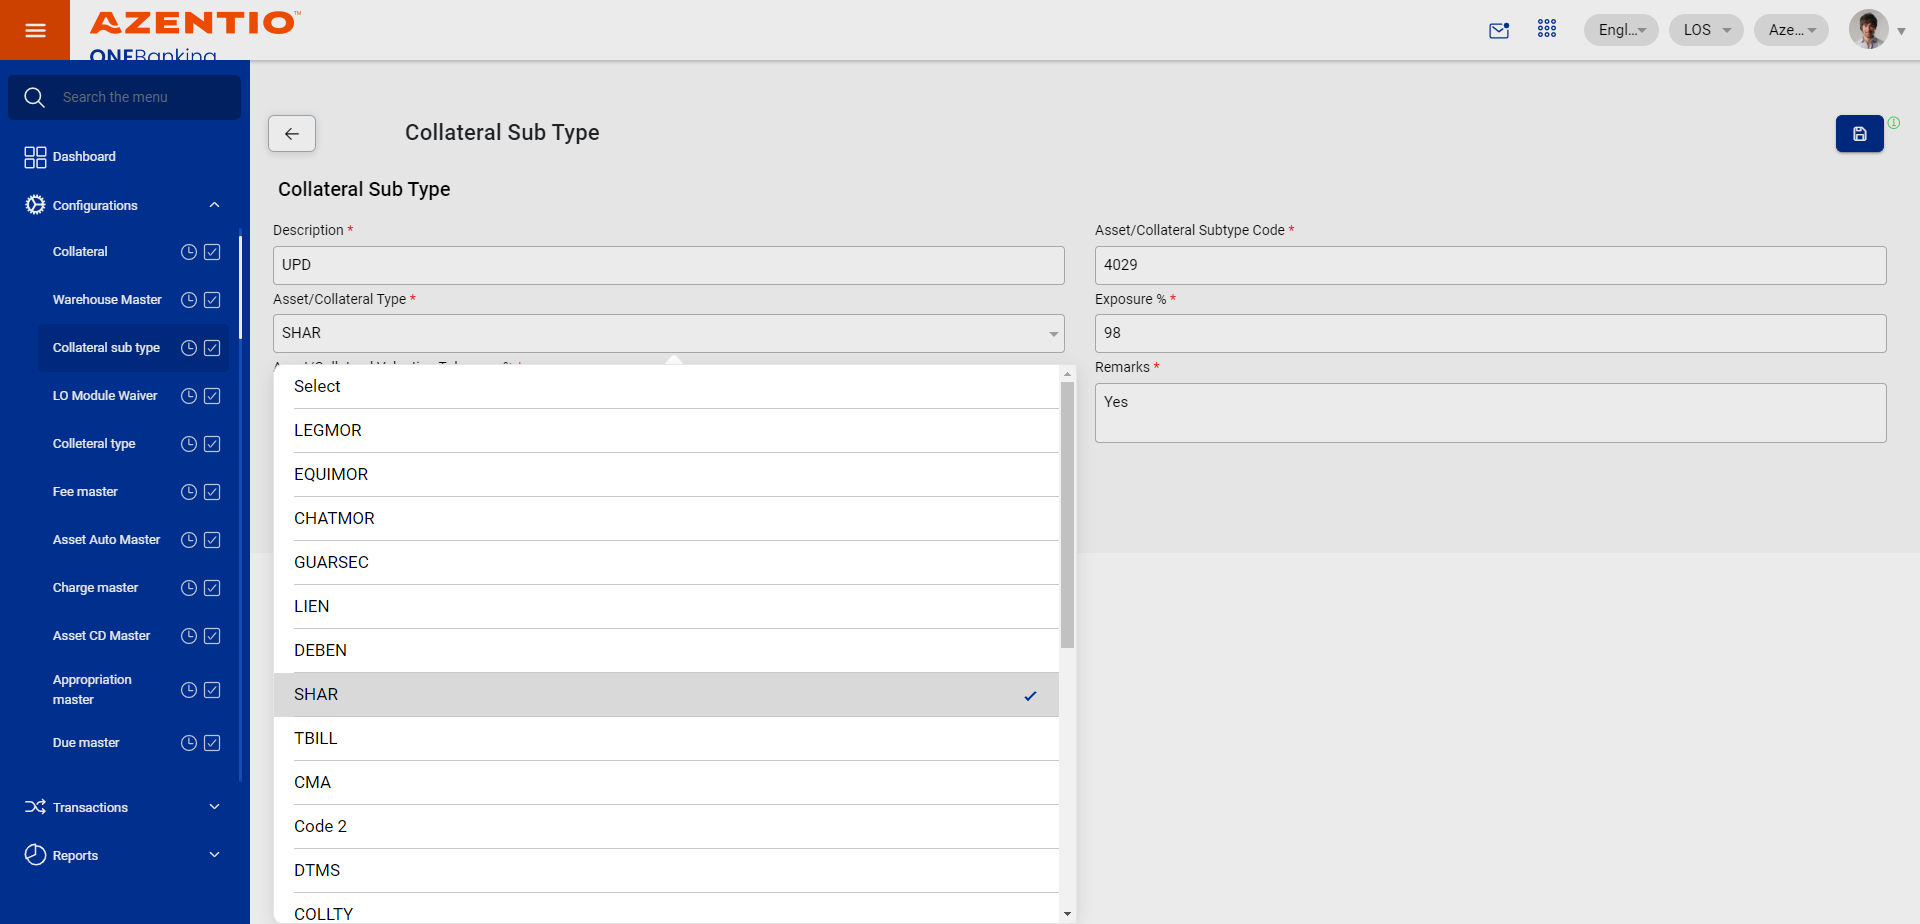 AZENTIO™
ONEBanking
Engl...
LOS
Aze...
Search the menu
Dashboard
Configurations
Collateral
Warehouse Master
Collateral sub type
LO Module Waiver
Colleteral type
Fee master
Asset Auto Master
Charge master
Asset CD Master
Appropriation
master
Due master
Transactions
Reports
Collateral Sub Type
Collateral Sub Type
Description *
UPD
Asset/Collateral Subtype Code *
4029
Asset/Collateral Type *
SHAR
Exposure % *
98
Remarks *
Yes
Select
LEGMOR
EQUIMOR
CHATMOR
GUARSEC
LIEN
DEBEN
SHAR
TBILL
CMA
Code 2
DTMS
COLLTY